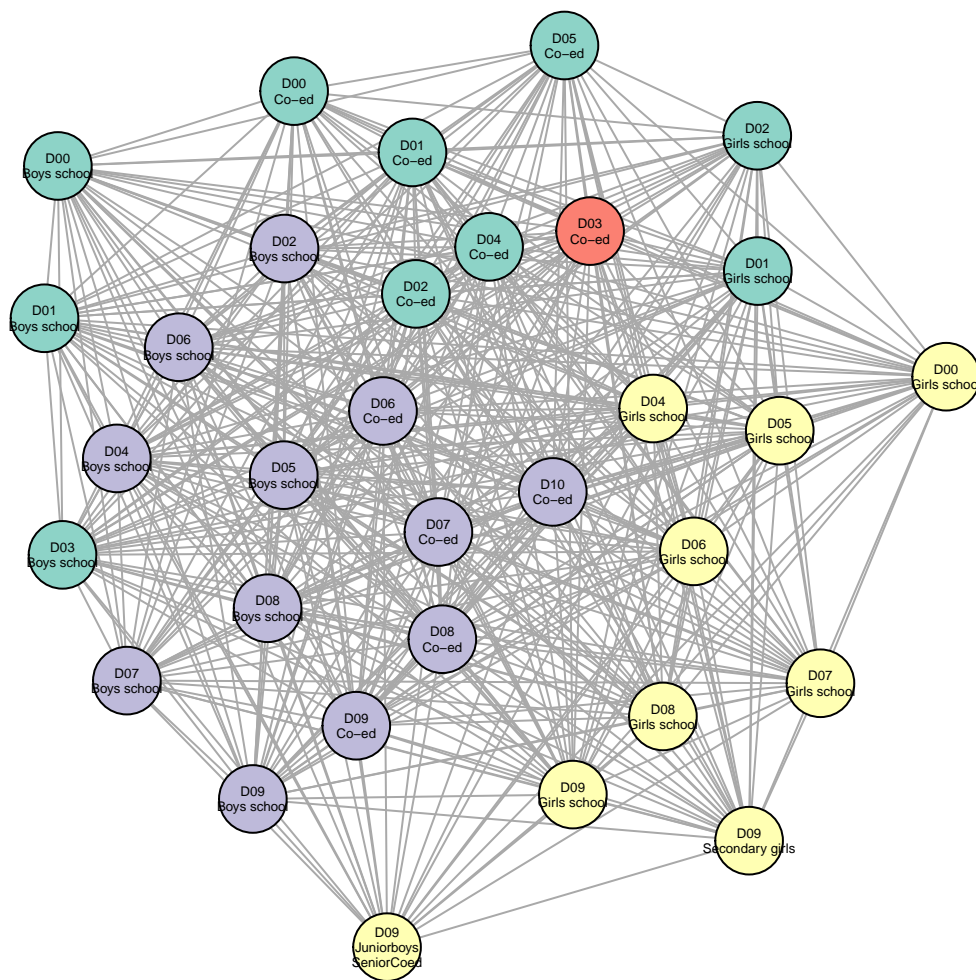 D05
Co-ed
D00
Co-ed
D02
Girls school
D01
Co-ed
D00
Boys school
D03
Co-ed
D04
Co-ed
D02
Boys school
D01
Girls school
D02
Co-ed
D01
Boys school
D06
Boys school
D00
Girls school
D04
Girls school
D06
Co-ed
D05
Girls school
D04
Boys school
D05
Boys school
D10
Co-ed
D07
Co-ed
D06
Girls school
D03
Boys school
D08
Boys school
D08
Co-ed
D07
Boys school
D07
Girls school
D08
Girls school
D09
Co-ed
D09
Girls school
D09
Boys school
D09
Secondary girls
D09
Juniorboys
SeniorCoed